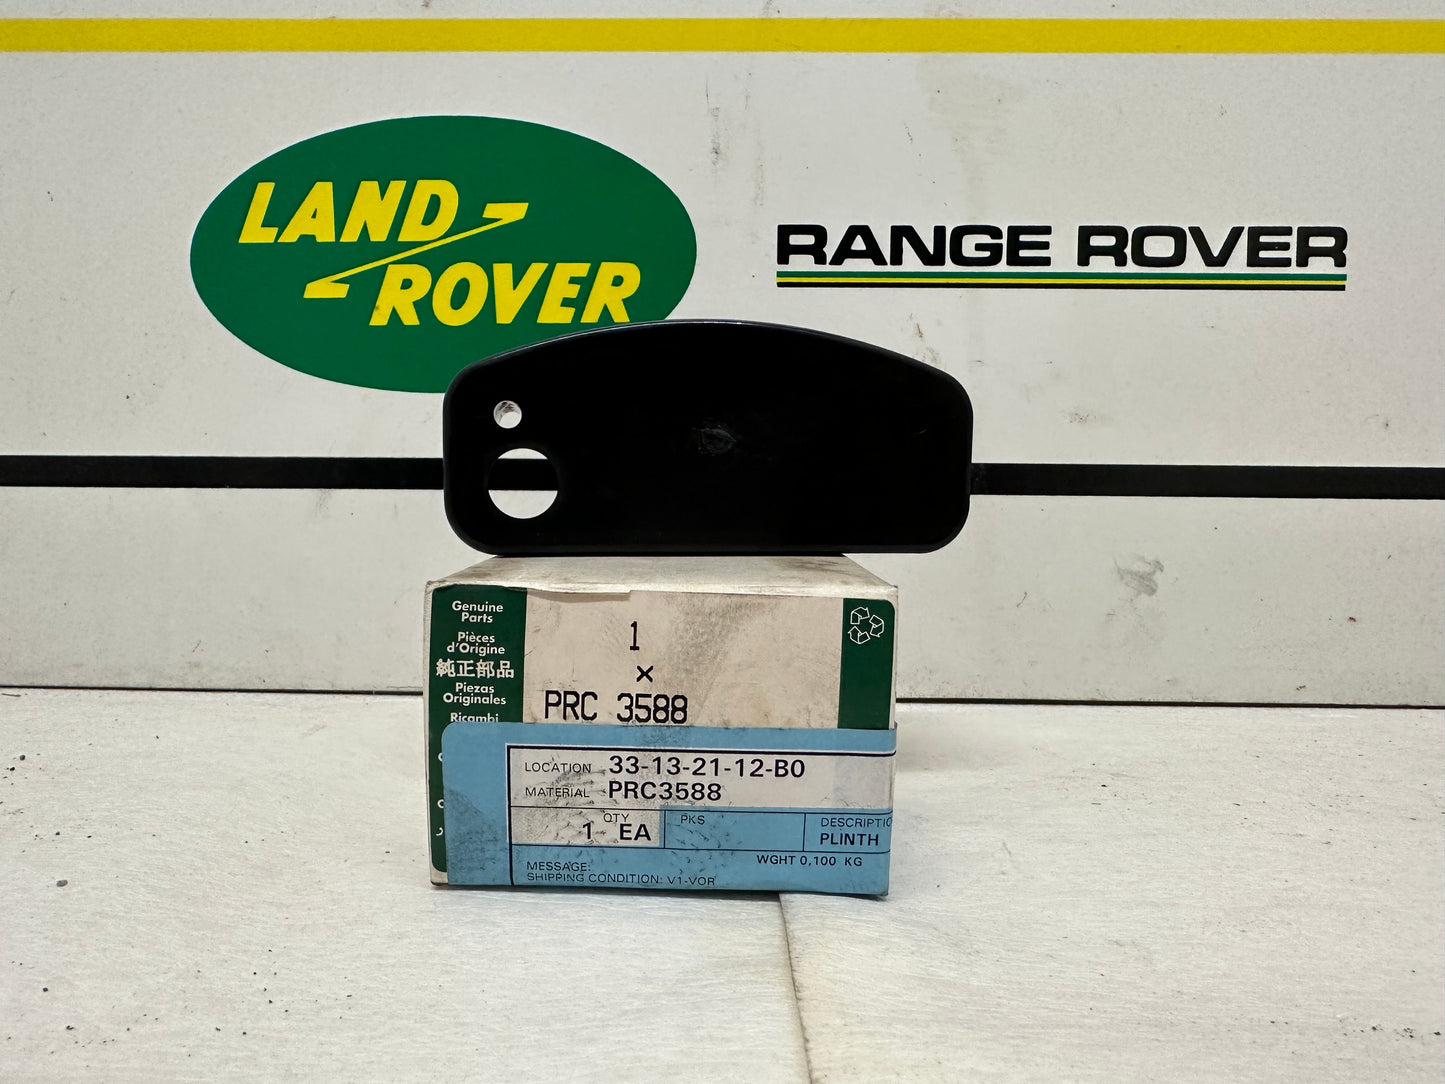 LAND
ROVER
RANGE ROVER
Genuine
Parts
Pièces
d'Origine
純正部品
Piezas
Originales
Ricambi
1
×
PRC 3588
LOCATION 33-13-21-12-B0
MATERIAL PRC3588
QTY
1 EA
PKS
DESCRIPTIO
PLINTH
WGHT 0,100 KG
MESSAGE:
SHIPPING CONDITION: V1-VOR